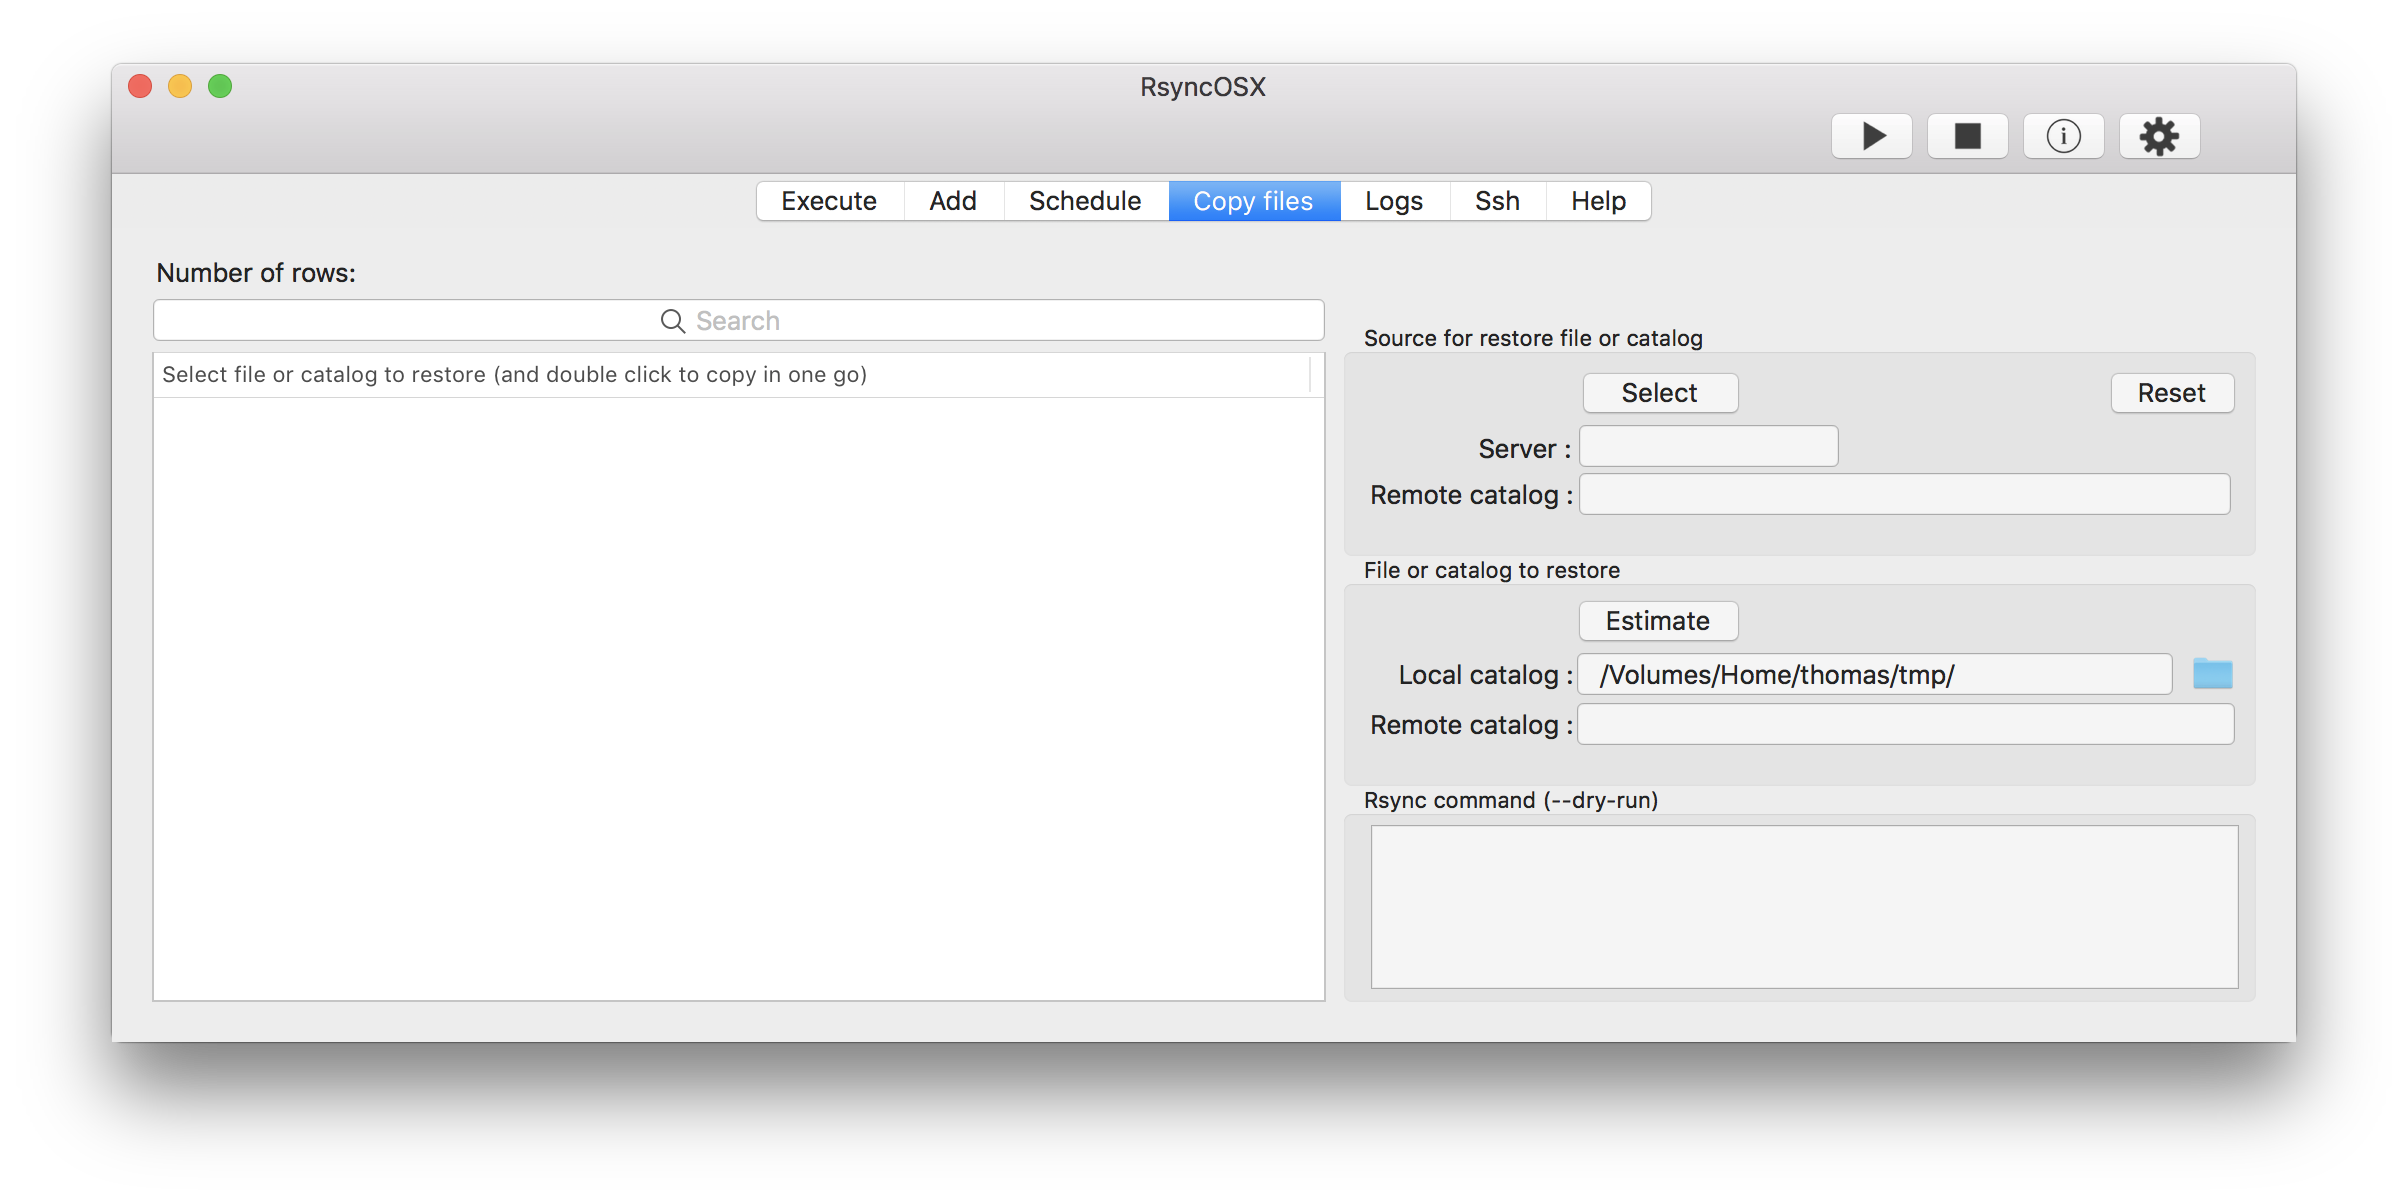 RsyncOSX
Execute Add Schedule Copy files Logs Ssh Help
Number of rows:
Search
Select file or catalog to restore (and double click to copy in one go)
Source for restore file or catalog
Select Reset
Server :
Remote catalog :
File or catalog to restore
Estimate
Local catalog : /Volumes/Home/thomas/tmp/
Remote catalog :
Rsync command (--dry-run)